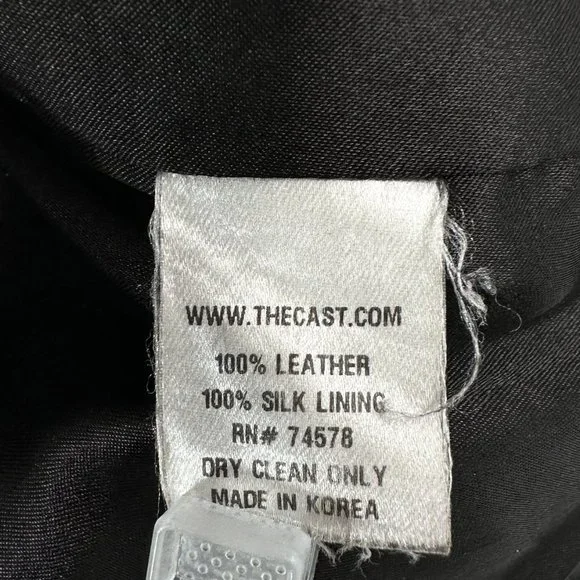 WWW.THECAST.COM
100% LEATHER
100% SILK LINING
RN# 74578
DRY CLEAN ONLY
MADE IN KOREA